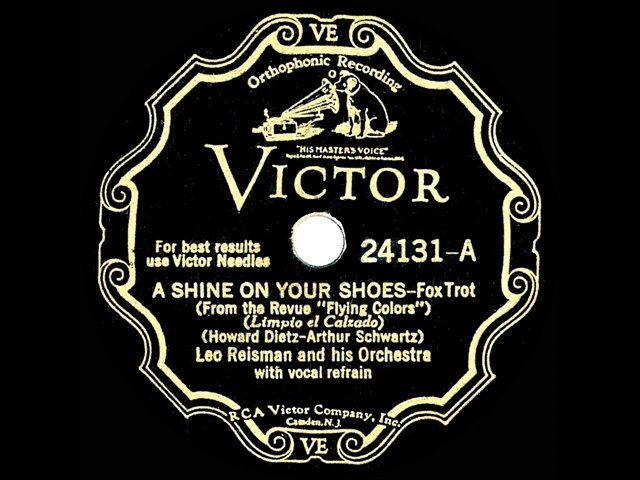 VE
Orthophonic Recording
"HIS MASTER'S VOICE"
VICTOR
For best results
use Victor Needles
24131-A
A SHINE ON YOUR SHOES—Fox Trot
(From the Revue "Flying Colors")
(Limpio el Calzado)
(Howard Dietz-Arthur Schwartz)
Leo Reisman and his Orchestra
with vocal refrain
RCA Victor Company, Inc.
Camden, N. J.
VE